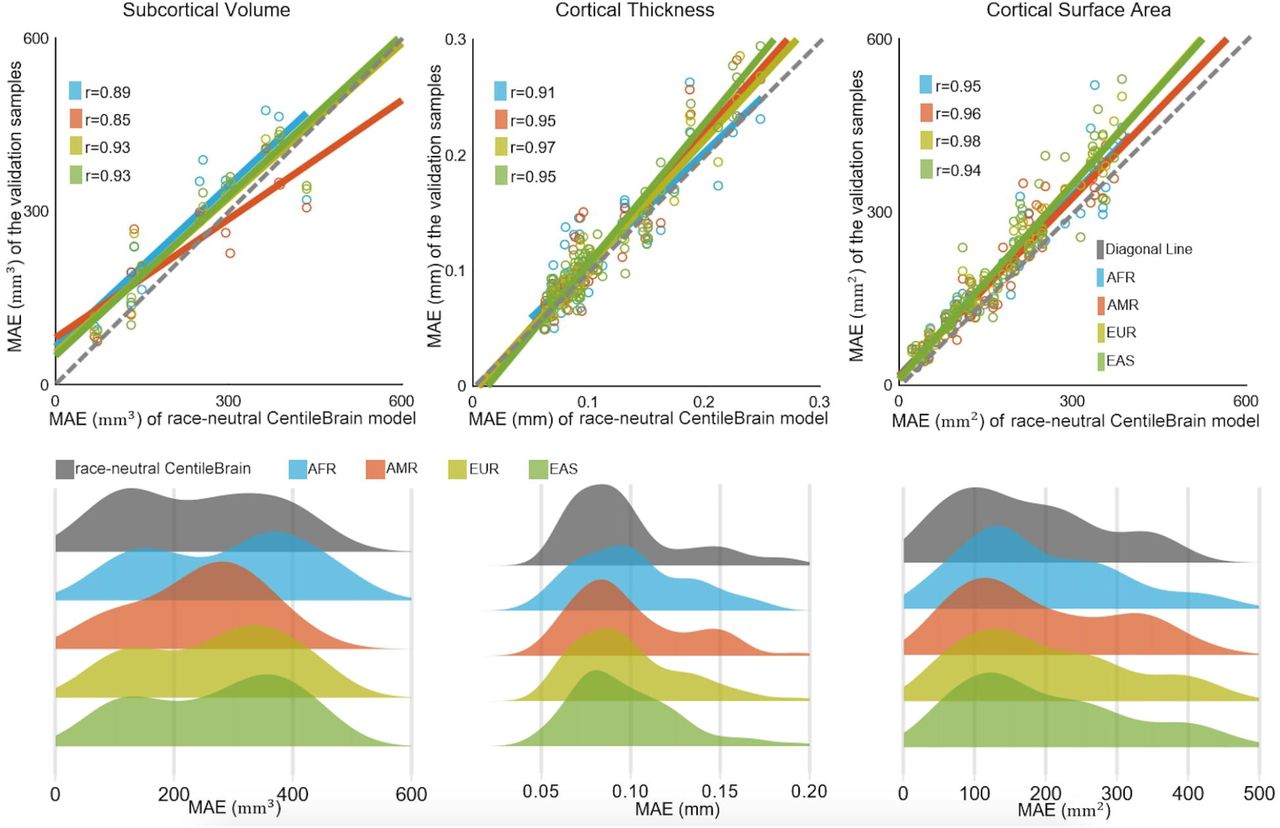 Subcortical Volume
Cortical Thickness
Cortical Surface Area
MAE (mm³) of the validation samples
600
300
0
r=0.89
r=0.85
r=0.93
r=0.93
0 300 600
MAE (mm³) of race-neutral CentileBrain model
MAE (mm) of the validation samples
0.3
0.2
0.1
0
r=0.91
r=0.95
r=0.97
r=0.95
0 0.1 0.2 0.3
MAE (mm) of race-neutral CentileBrain model
MAE (mm²) of the validation samples
600
300
0
r=0.95
r=0.96
r=0.98
r=0.94
Diagonal Line
AFR
AMR
EUR
EAS
0 300 600
MAE (mm²) of race-neutral CentileBrain model
race-neutral CentileBrain AFR AMR EUR EAS
0 200 400 600
MAE (mm³)
0.05 0.10 0.15 0.20
MAE (mm)
0 100 200 300 400 500
MAE (mm²)